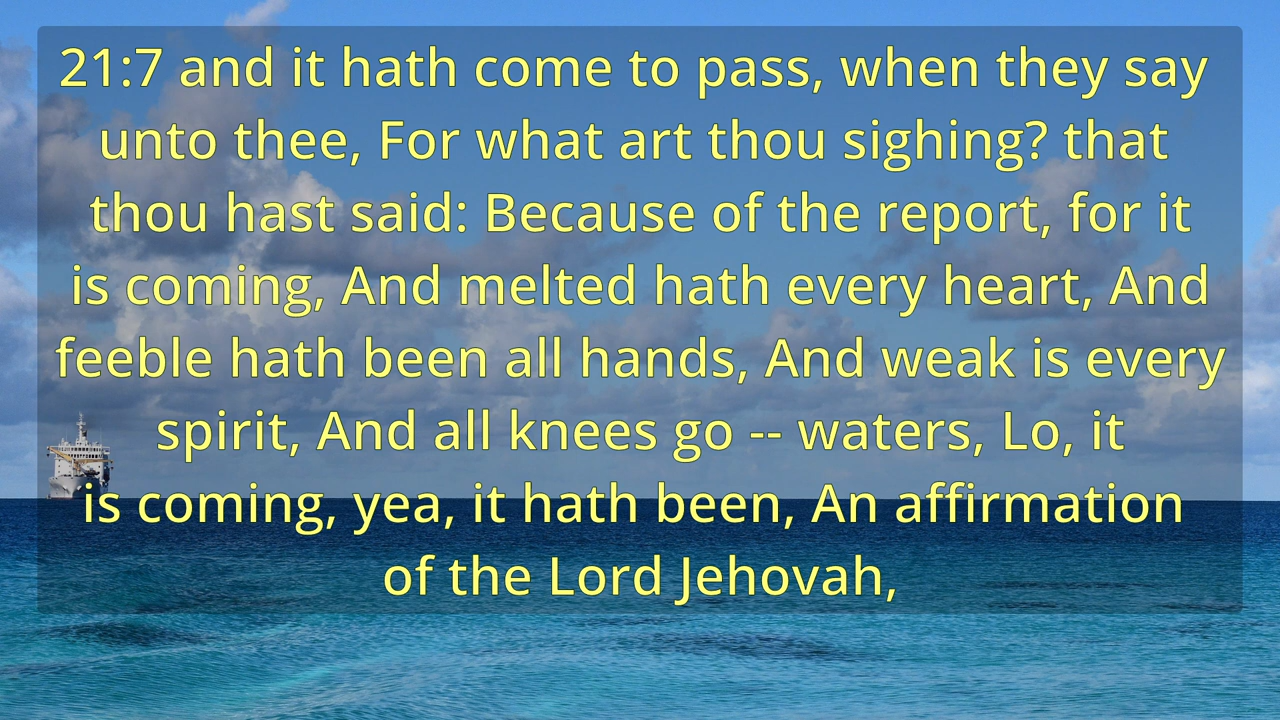 21:7 and it hath come to pass, when they say
unto thee, For what art thou sighing? that
thou hast said: Because of the report, for it
is coming, And melted hath every heart, And
feeble hath been all hands, And weak is every
spirit, And all knees go -- waters, Lo, it
is coming, yea, it hath been, An affirmation
of the Lord Jehovah,